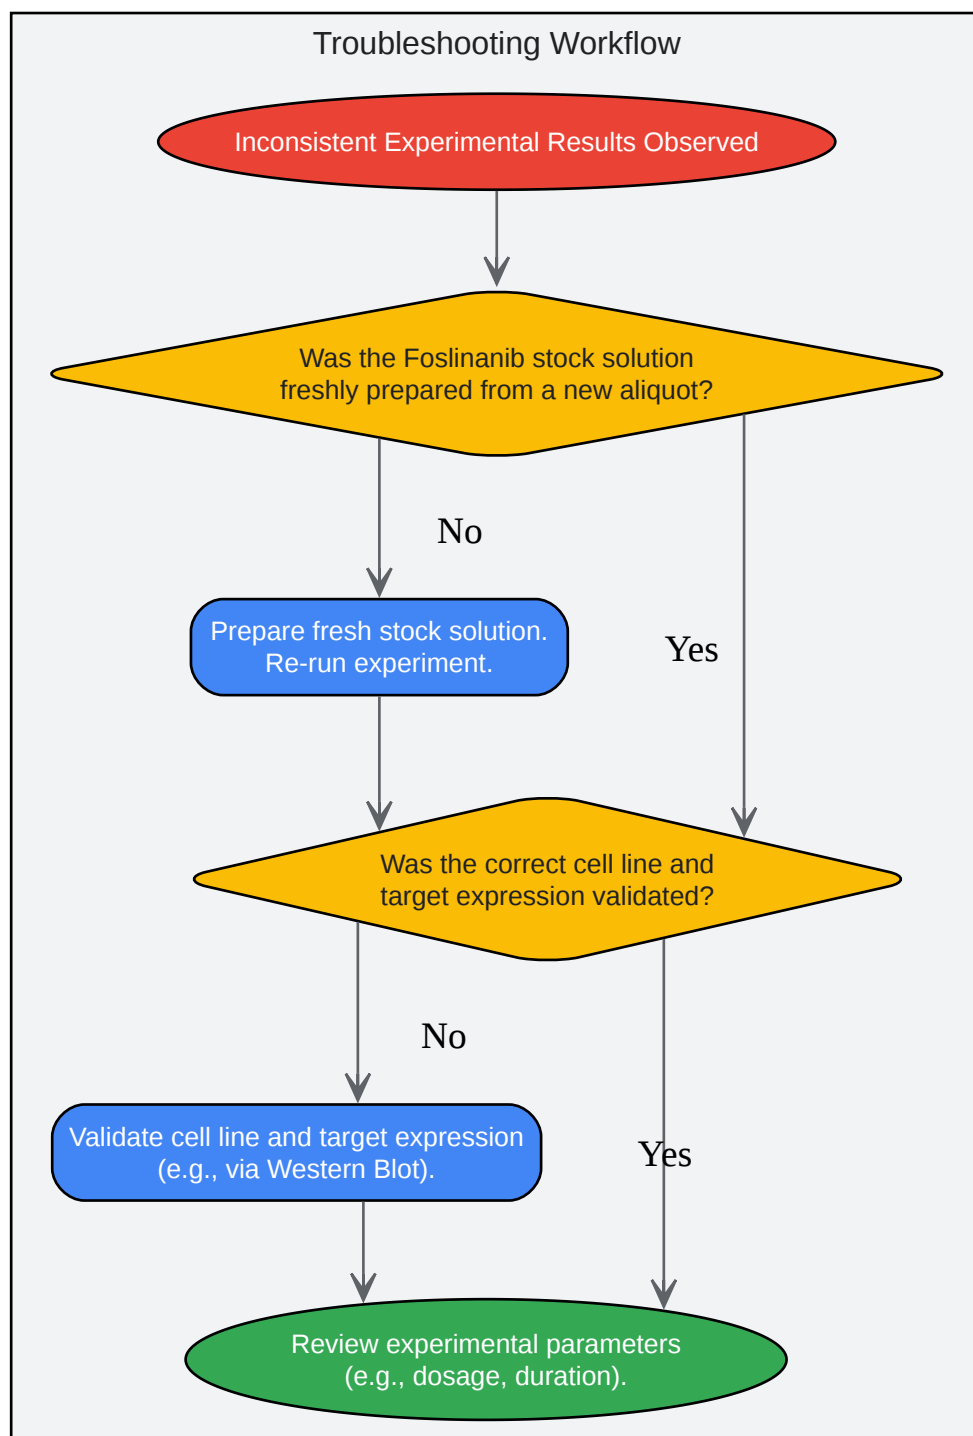 Troubleshooting Workflow
Inconsistent Experimental Results Observed
Was the Foslinanib stock solution
freshly prepared from a new aliquot?
No
Prepare fresh stock solution.
Re-run experiment.
Yes
Was the correct cell line and
target expression validated?
No
Validate cell line and target expression
(e.g., via Western Blot).
Yes
Review experimental parameters
(e.g., dosage, duration).